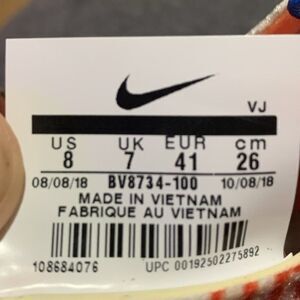 VJ
US UK EUR cm
8 7 41 26
08/08/18 BV8734-100 10/08/18
MADE IN VIETNAM
FABRIQUE AU VIETNAM
108684076 UPC 00192502275892